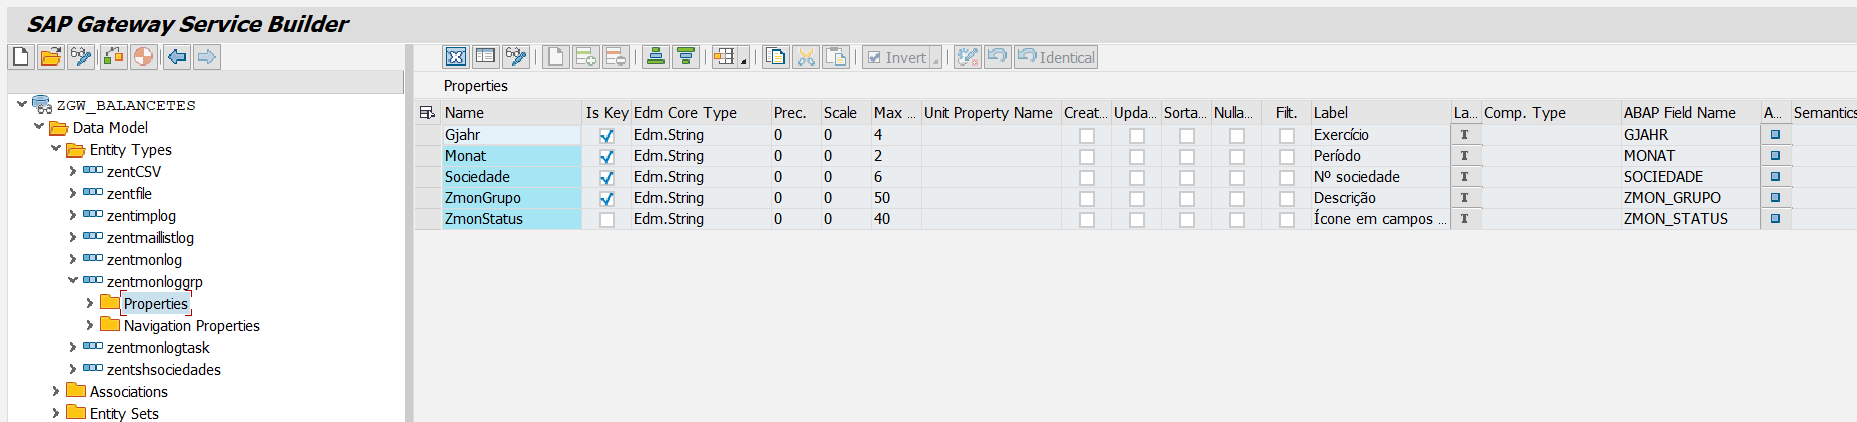 SAP Gateway Service Builder
Invert
Identical
Properties
ZGW_BALANCETES
Data Model
Entity Types
zentCSV
zentfile
zentimplog
zentmaillistlog
zentmonlog
zentmonloggrp
Properties
Navigation Properties
zentmonlogtask
zentshsociedades
Associations
Entity Sets
Name Is Key Edm Core Type Prec. Scale Max ... Unit Property Name Creat... Upda... Sorta... Nulla... Filt. Label La... Comp. Type ABAP Field Name A... Semantics
Gjahr Edm.String 0 0 4 Exercício T GJAHR
Monat Edm.String 0 0 2 Período T MONAT
Sociedade Edm.String 0 0 6 Nº sociedade T SOCIEDADE
ZmonGrupo Edm.String 0 0 50 Descrição T ZMON_GRUPO
ZmonStatus Edm.String 0 0 40 Ícone em campos ... T ZMON_STATUS